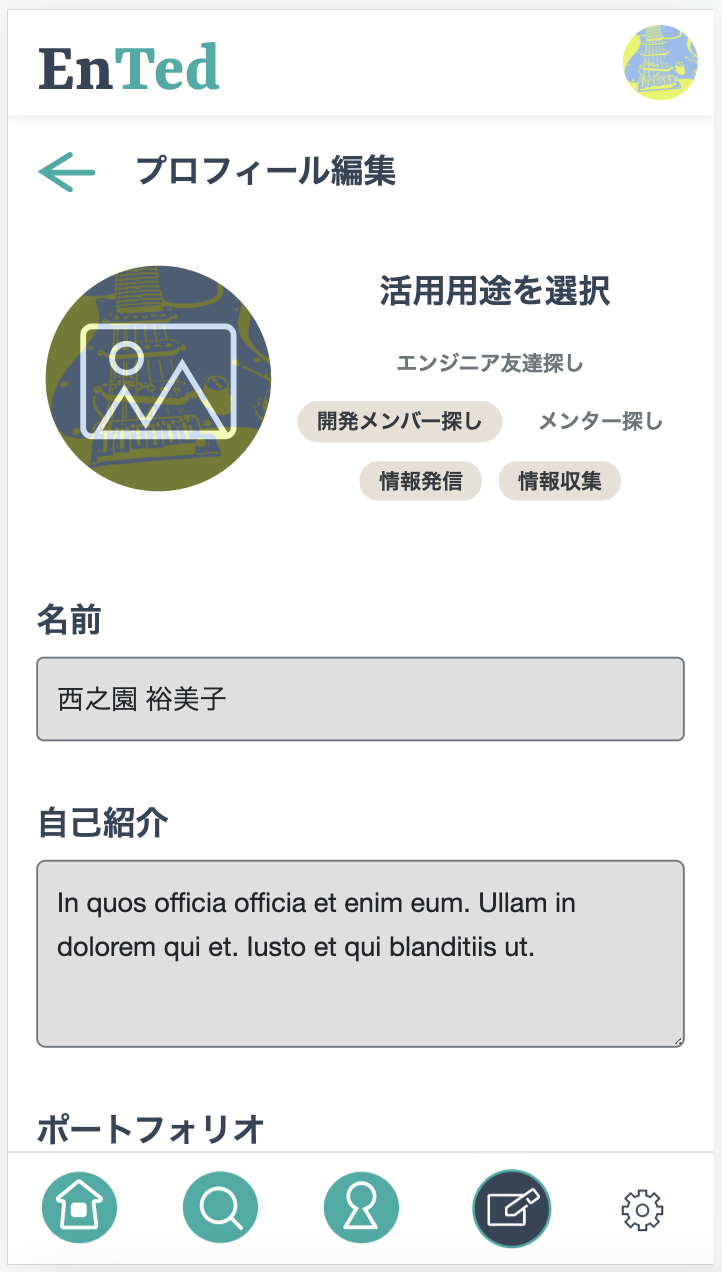 EnTed
プロフィール編集
活用用途を選択
エンジニア友達探し
開発メンバー探し
メンター探し
情報発信
情報収集
名前
西之園 裕美子
自己紹介
In quos officia officia et enim eum. Ullam in
dolorem qui et. Iusto et qui blanditiis ut.
ポートフォリオ